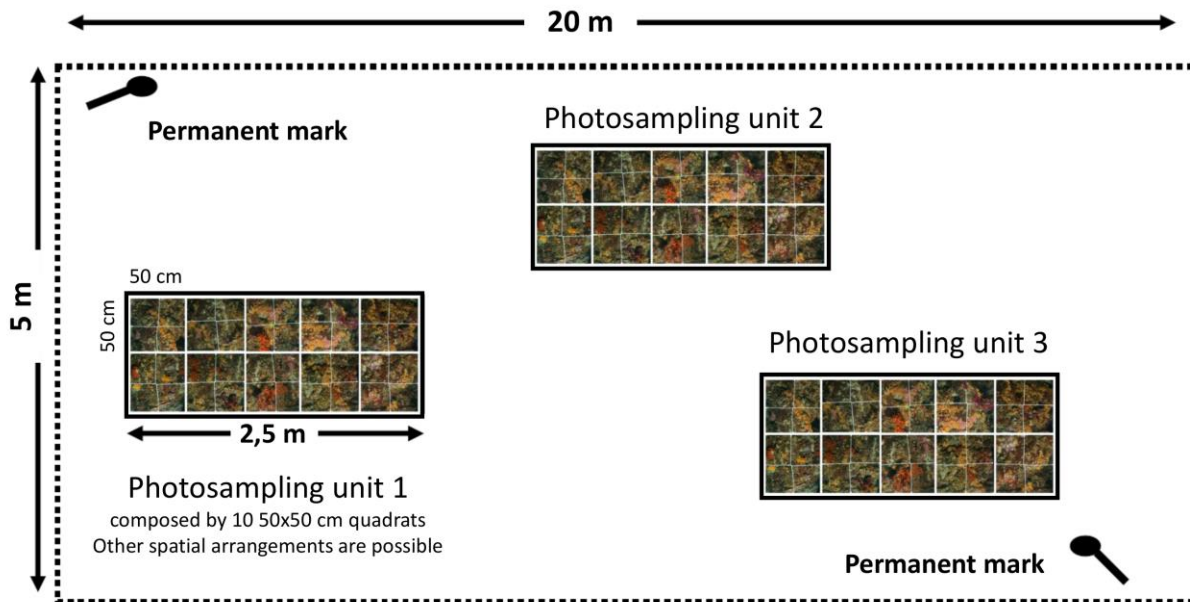 20 m
Permanent mark
Photosampling unit 2
5 m
50 cm
50 cm
2,5 m
Photosampling unit 3
Photosampling unit 1
composed by 10 50x50 cm quadrats
Other spatial arrangements are possible
Permanent mark